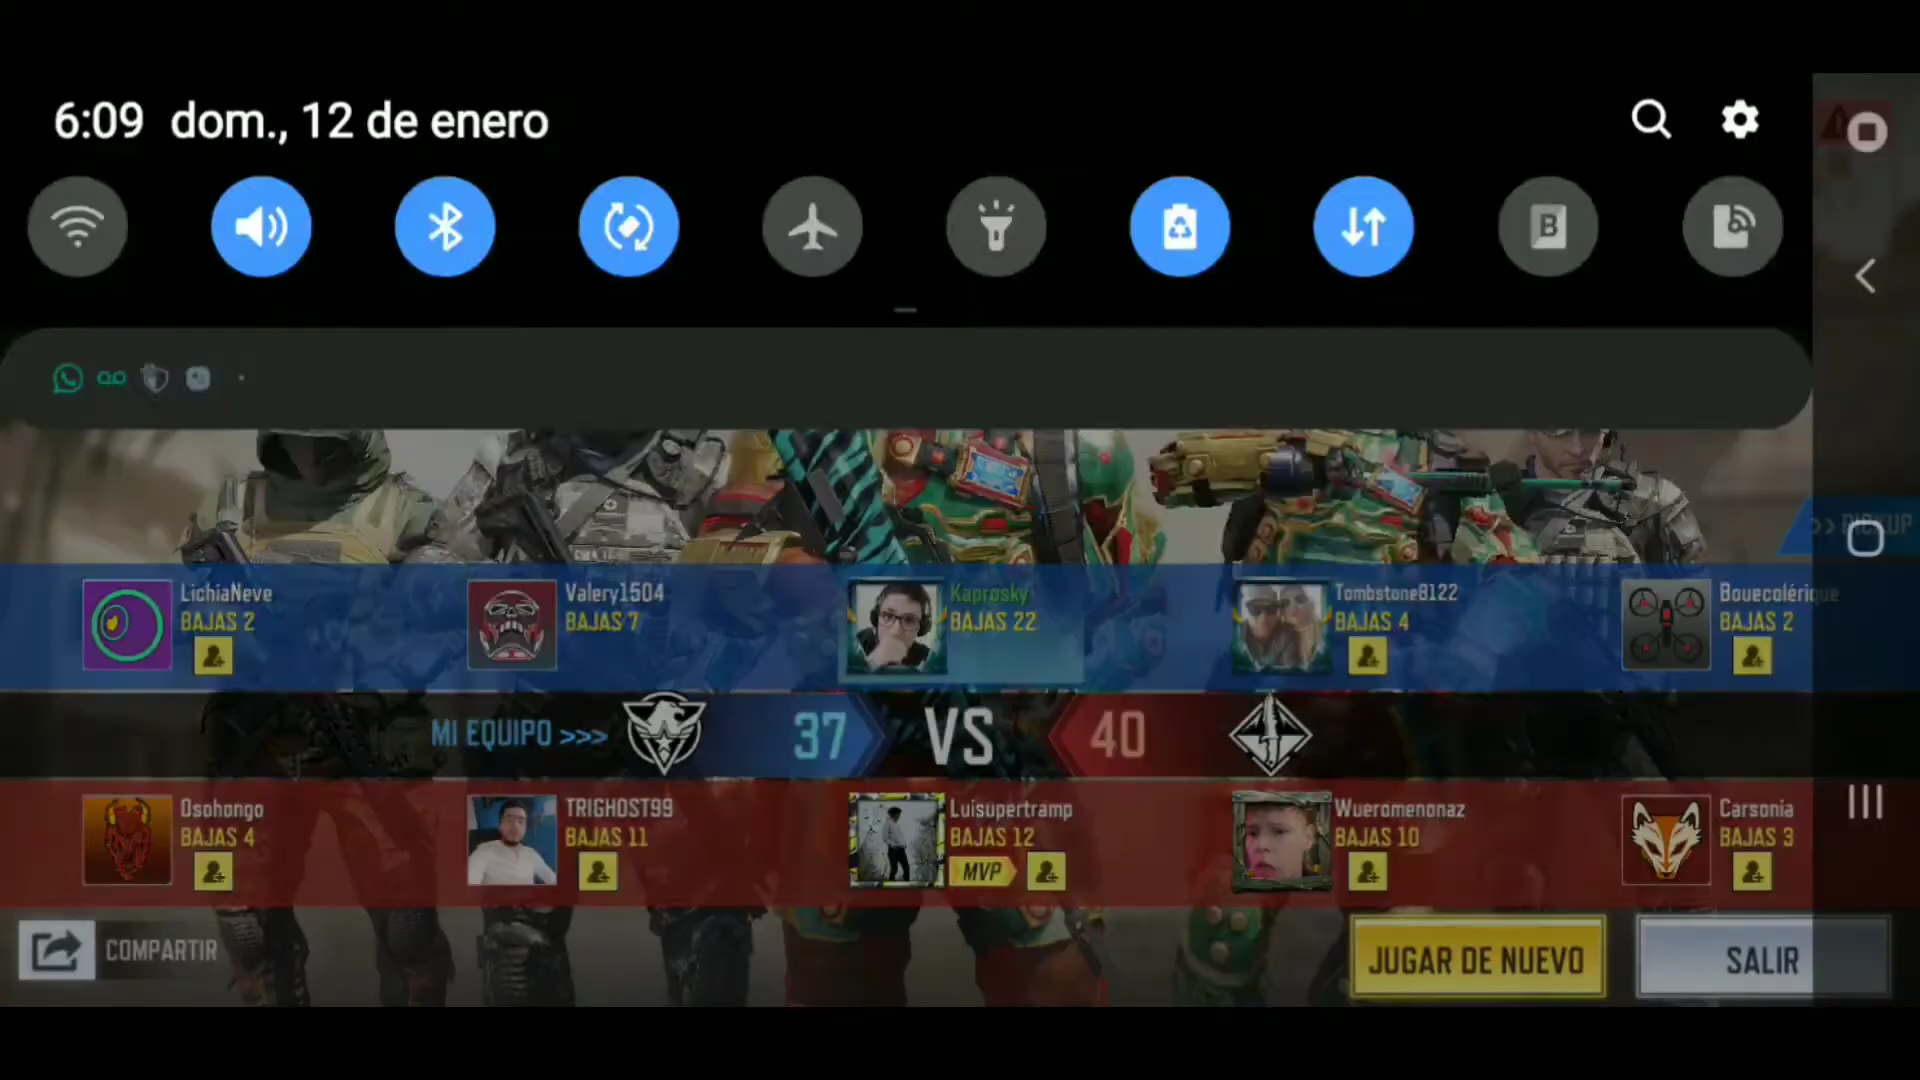 6:09 dom., 12 de enero
B
>> PICKUP
LichiaNeve
BAJAS 2
Valery1504
BAJAS 7
Kaprosky
BAJAS 22
Tombstone8122
BAJAS 4
Bouecolérique
BAJAS 2
MI EQUIPO >>>
37 VS 40
Osohongo
BAJAS 4
TRIGHOST99
BAJAS 11
Luisupertramp
BAJAS 12
MVP
Wueromenonaz
BAJAS 10
Carsonia
BAJAS 3
COMPARTIR
JUGAR DE NUEVO
SALIR